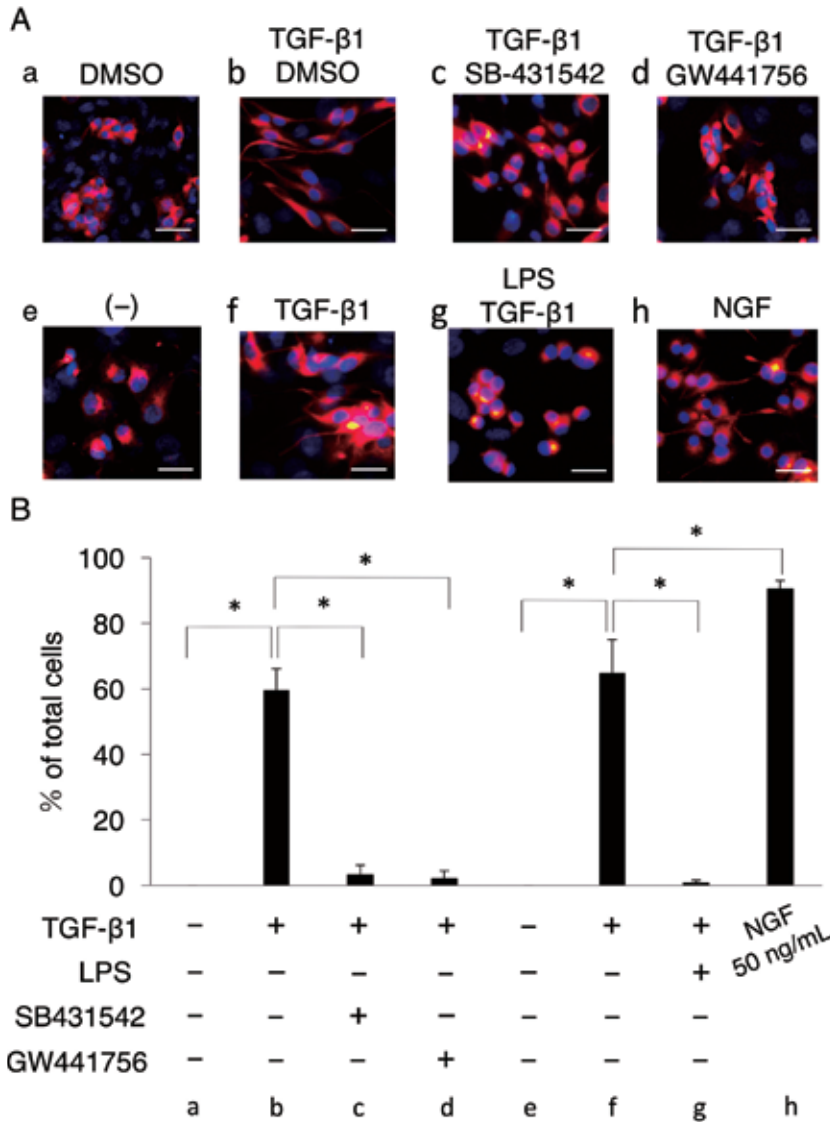 A
a DMSO
b TGF-β1 DMSO
c TGF-β1 SB-431542
d TGF-β1 GW441756
e (–)
f TGF-β1
g LPS TGF-β1
h NGF
B
% of total cells
100
80
60
40
20
0
* * * * * *
TGF-β1 – + + + – + + NGF 50 ng/mL
LPS – – – – – – +
SB431542 – – + – – – –
GW441756 – – – + – – –
a b c d e f g h